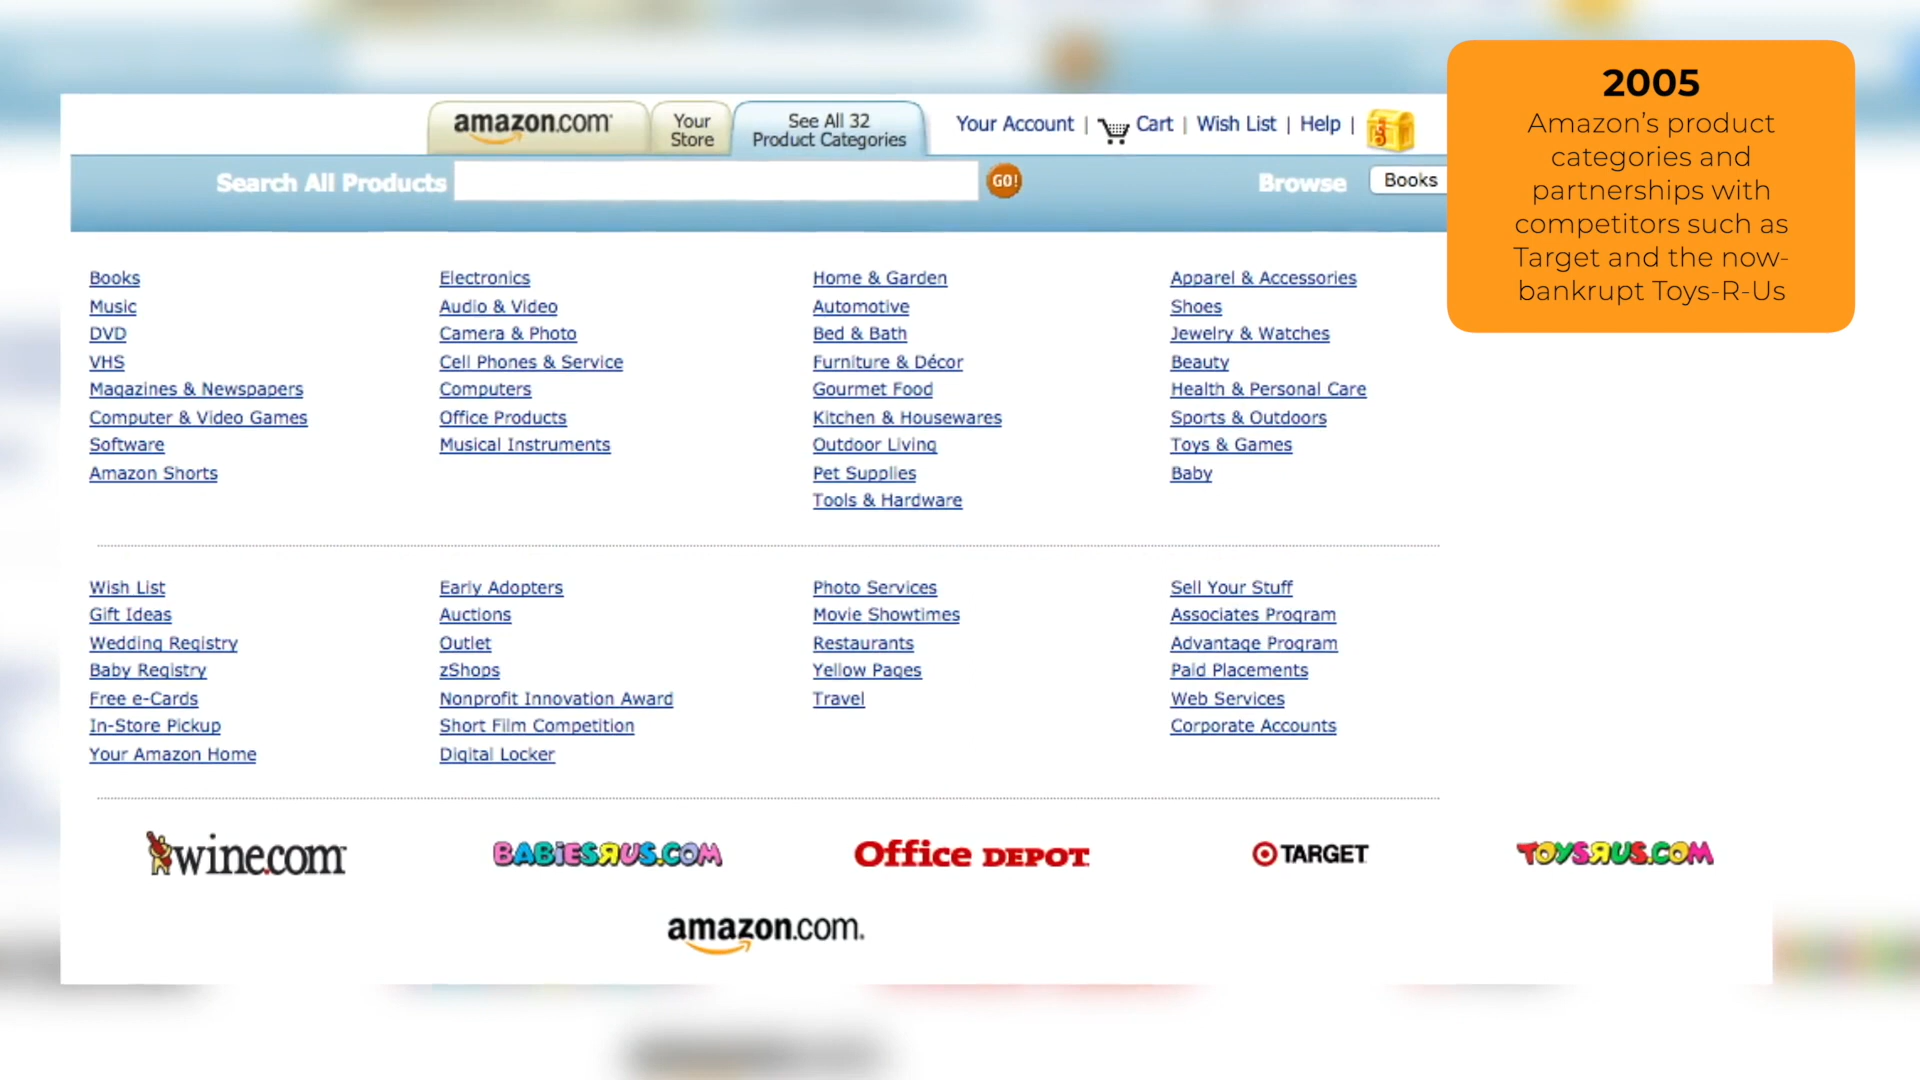 amazon.com
Your
Store
See All 32
Product Categories
Your Account | Cart | Wish List | Help |
Search All Products
GO!
Browse
Books
2005
Amazon's product
categories and
partnerships with
competitors such as
Target and the now-
bankrupt Toys-R-Us
Books
Music
DVD
VHS
Magazines & Newspapers
Computer & Video Games
Software
Amazon Shorts
Electronics
Audio & Video
Camera & Photo
Cell Phones & Service
Computers
Office Products
Musical Instruments
Home & Garden
Automotive
Bed & Bath
Furniture & Décor
Gourmet Food
Kitchen & Housewares
Outdoor Living
Pet Supplies
Tools & Hardware
Apparel & Accessories
Shoes
Jewelry & Watches
Beauty
Health & Personal Care
Sports & Outdoors
Toys & Games
Baby
Wish List
Gift Ideas
Wedding Registry
Baby Registry
Free e-Cards
In-Store Pickup
Your Amazon Home
Early Adopters
Auctions
Outlet
zShops
Nonprofit Innovation Award
Short Film Competition
Digital Locker
Photo Services
Movie Showtimes
Restaurants
Yellow Pages
Travel
Sell Your Stuff
Associates Program
Advantage Program
Paid Placements
Web Services
Corporate Accounts
wine.com
BABIESRUS.COM
Office DEPOT
TARGET
TOYSRUS.COM
amazon.com.